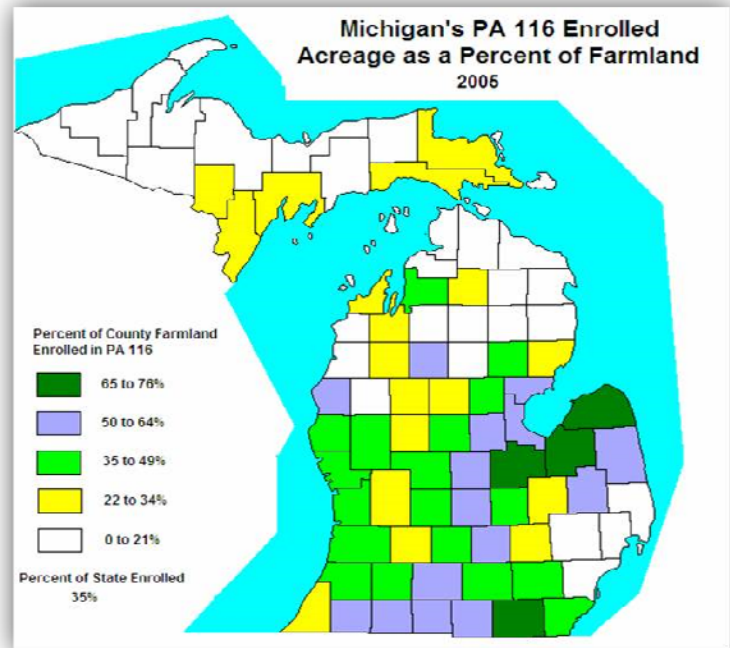 Michigan's PA 116 Enrolled
Acreage as a Percent of Farmland
2005
Percent of County Farmland
Enrolled in PA 116
65 to 76%
50 to 64%
35 to 49%
22 to 34%
0 to 21%
Percent of State Enrolled
35%